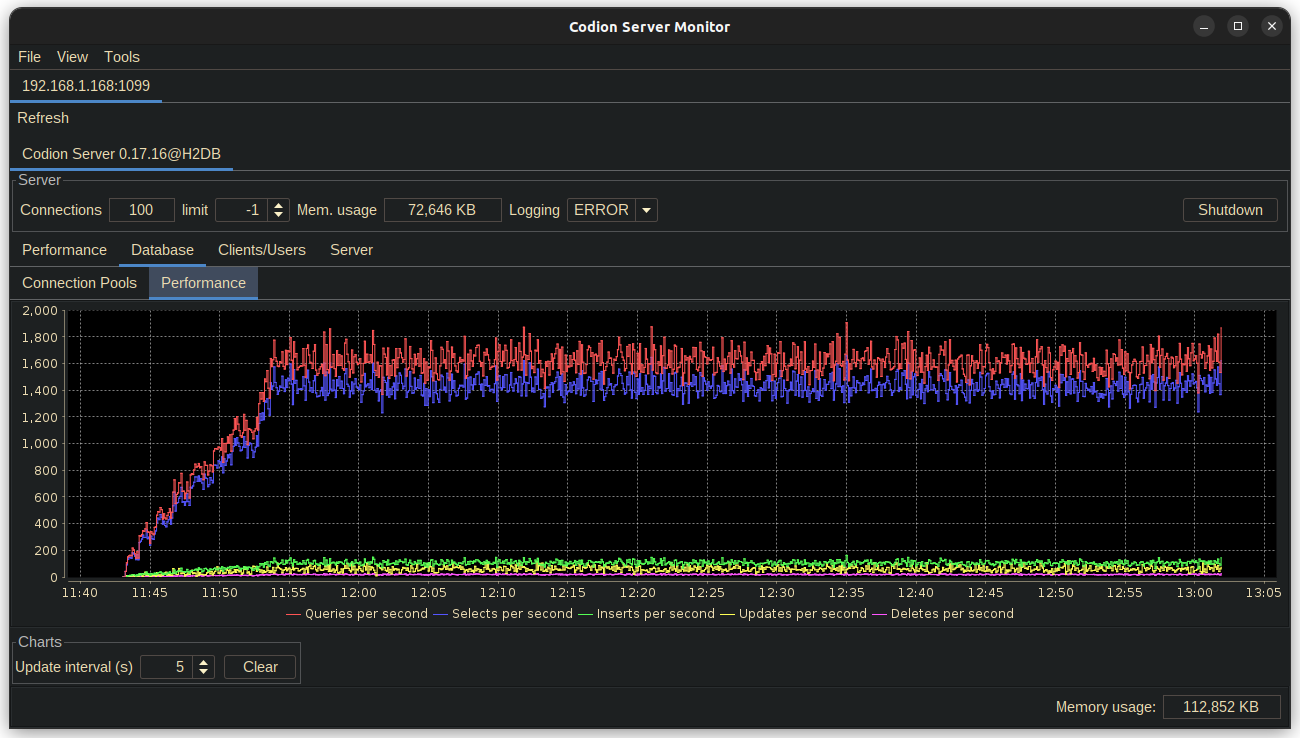 Codion Server Monitor
File View Tools
192.168.1.168:1099
Refresh
Codion Server 0.17.16@H2DB
Server
Connections 100 limit -1 Mem. usage 72,646 KB Logging ERROR Shutdown
Performance Database Clients/Users Server
Connection Pools Performance
2,000
1,800
1,600
1,400
1,200
1,000
800
600
400
200
0
11:40 11:45 11:50 11:55 12:00 12:05 12:10 12:15 12:20 12:25 12:30 12:35 12:40 12:45 12:50 12:55 13:00 13:05
Queries per second Selects per second Inserts per second Updates per second Deletes per second
Charts
Update interval (s) 5 Clear
Memory usage: 112,852 KB